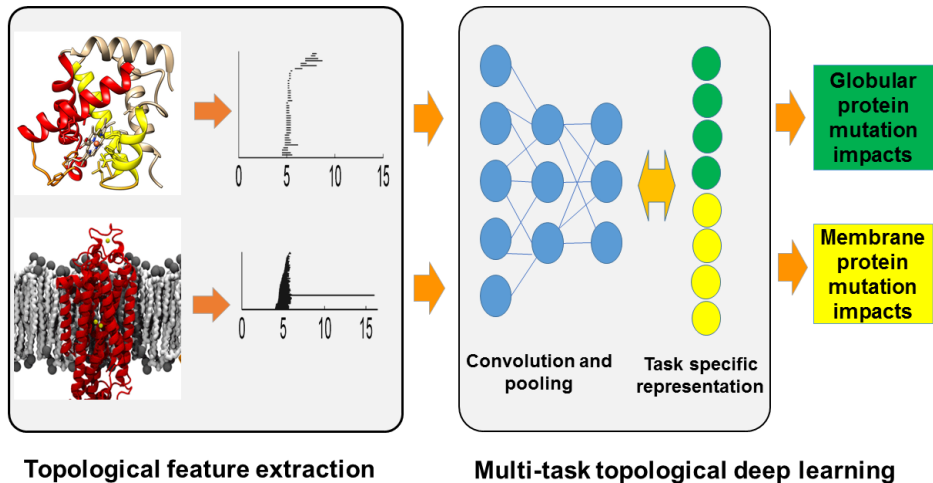 0 5 10 15
0 5 10 15
Convolution and
pooling
Task specific
representation
Globular
protein
mutation
impacts
Membrane
protein
mutation
impacts
Topological feature extraction
Multi-task topological deep learning